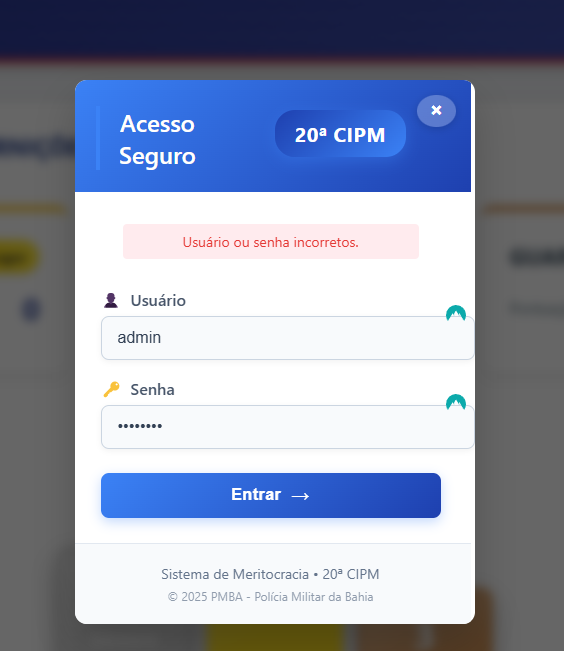 Acesso
Seguro
20ª CIPM
✖
Usuário ou senha incorretos.
Usuário
admin
Senha
••••••••
Entrar →
Sistema de Meritocracia • 20ª CIPM
© 2025 PMBA - Polícia Militar da Bahia